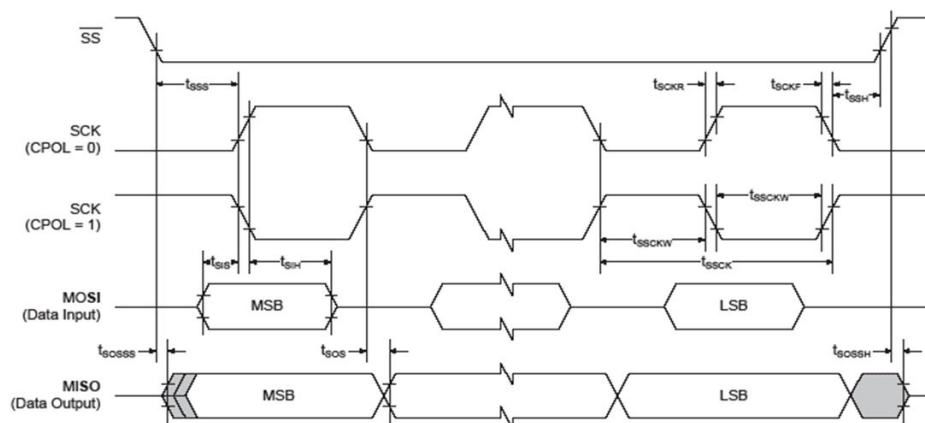 SS
tSSS
tSCKR
tSCKF
tSSH
SCK
(CPOL = 0)
SCK
(CPOL = 1)
tSSCKW
tSSCKW
tSSCK
tSIS
tSIH
MOSI
(Data Input)
MSB
LSB
tSOSSS
tSOS
tSOSSH
MISO
(Data Output)
MSB
LSB